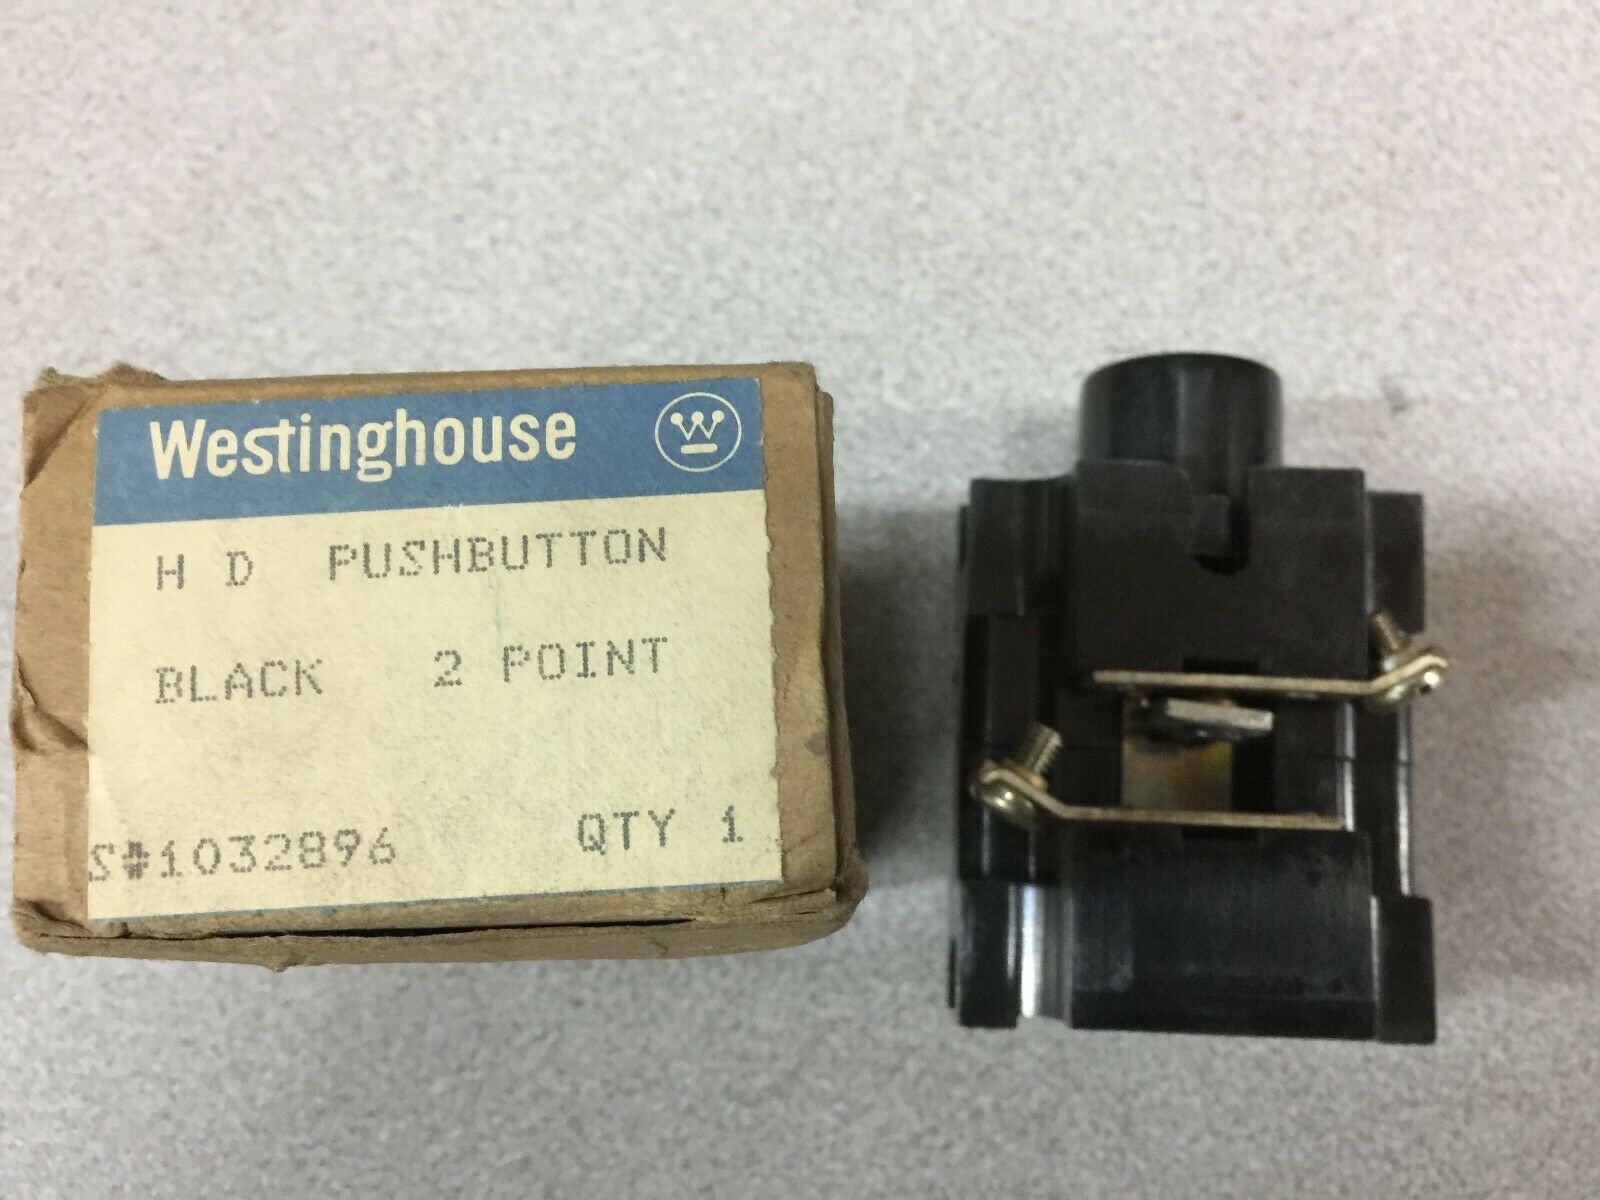 Westinghouse W
H D PUSHBUTTON
BLACK 2 POINT
S#1032896 QTY 1